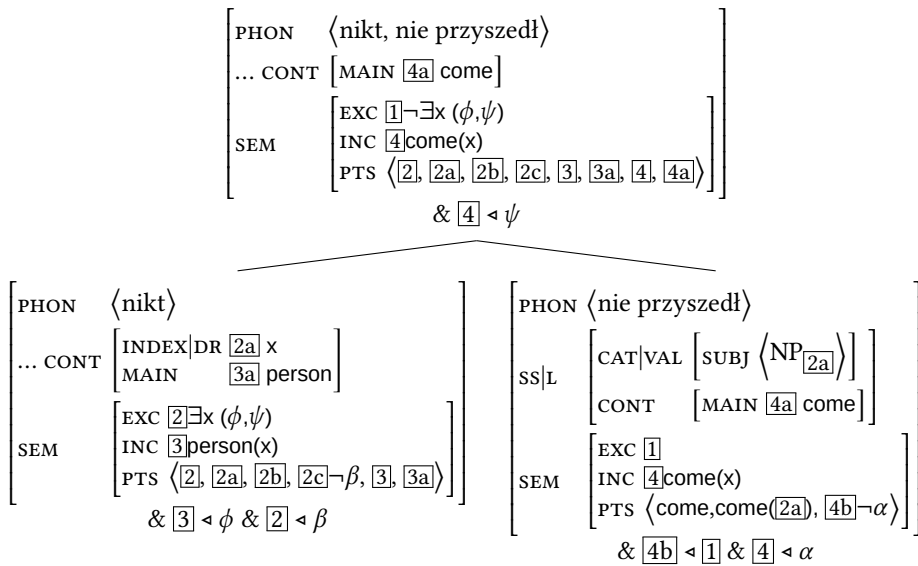 PHON ⟨nikt, nie przyszedł⟩
... CONT [MAIN 4a come]
SEM
EXC 1¬∃x (ϕ,ψ)
INC 4come(x)
PTS ⟨2, 2a, 2b, 2c, 3, 3a, 4, 4a⟩
& 4 ◁ ψ
PHON ⟨nikt⟩
... CONT
INDEX|DR 2a x
MAIN 3a person
SEM
EXC 2∃x (ϕ,ψ)
INC 3person(x)
PTS ⟨2, 2a, 2b, 2c¬β, 3, 3a⟩
& 3 ◁ ϕ & 2 ◁ β
PHON ⟨nie przyszedł⟩
SS|L
CAT|VAL [SUBJ ⟨NP2a⟩]
CONT [MAIN 4a come]
SEM
EXC 1
INC 4come(x)
PTS ⟨come,come(2a), 4b¬α⟩
& 4b ◁ 1 & 4 ◁ α